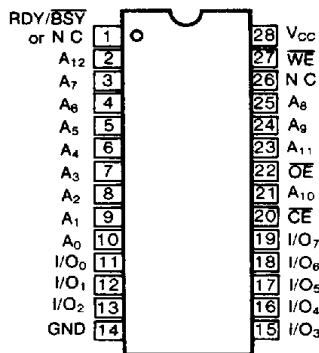 RDY/BSY
or NC 1 28 VCC
A12 2 27 WE
A7 3 26 NC
A6 4 25 A8
A5 5 24 A9
A4 6 23 A11
A3 7 22 OE
A2 8 21 A10
A1 9 20 CE
A0 10 19 I/O7
I/O0 11 18 I/O6
I/O1 12 17 I/O5
I/O2 13 16 I/O4
GND 14 15 I/O3